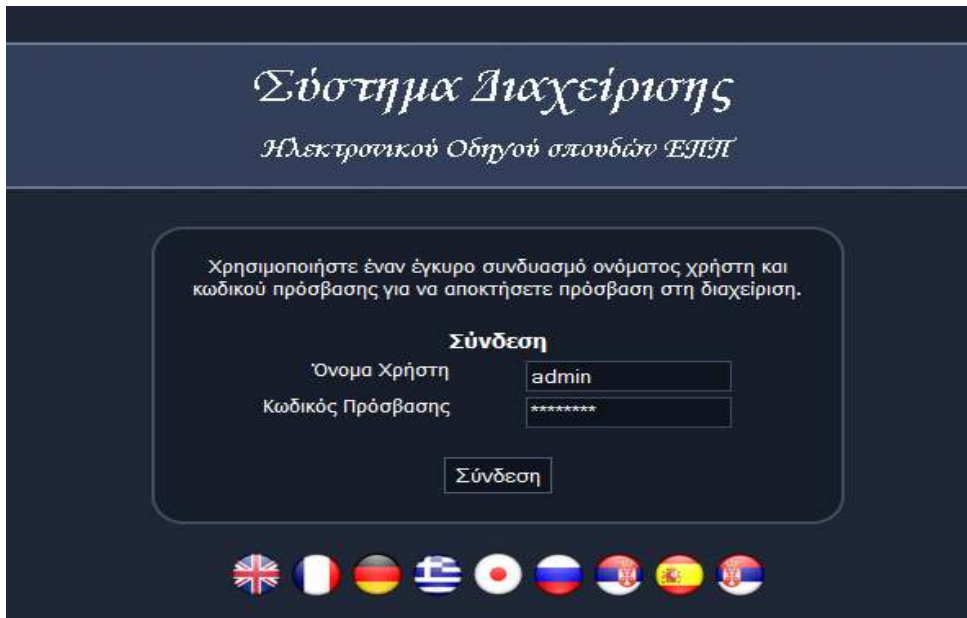 Σύστημα Διαχείρισης
Ηλεκτρονικού Οδηγού σπουδών ΕΠΠ
Χρησιμοποιήστε έναν έγκυρο συνδυασμό ονόματος χρήστη και
κωδικού πρόσβασης για να αποκτήσετε πρόσβαση στη διαχείριση.
Σύνδεση
Όνομα Χρήστη admin
Κωδικός Πρόσβασης ********
Σύνδεση